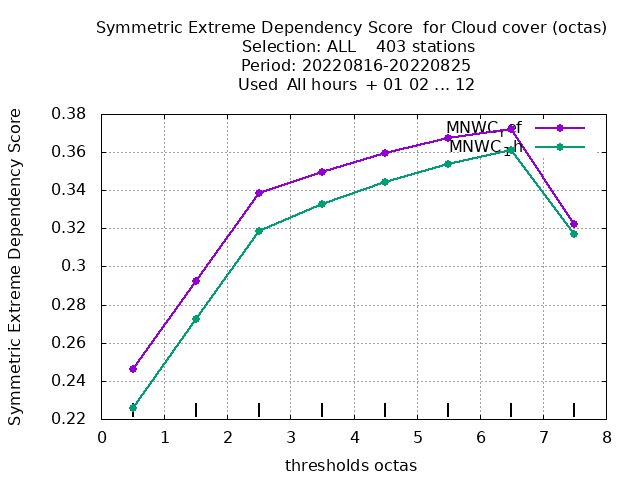 Symmetric Extreme Dependency Score for Cloud cover (octas)
Selection: ALL 403 stations
Period: 20220816-20220825
Used All hours + 01 02 ... 12
Symmetric Extreme Dependency Score
0.38
0.36
0.34
0.32
0.3
0.28
0.26
0.24
0.22
MNWC_ref
MNWC_1h
0 1 2 3 4 5 6 7 8
thresholds octas